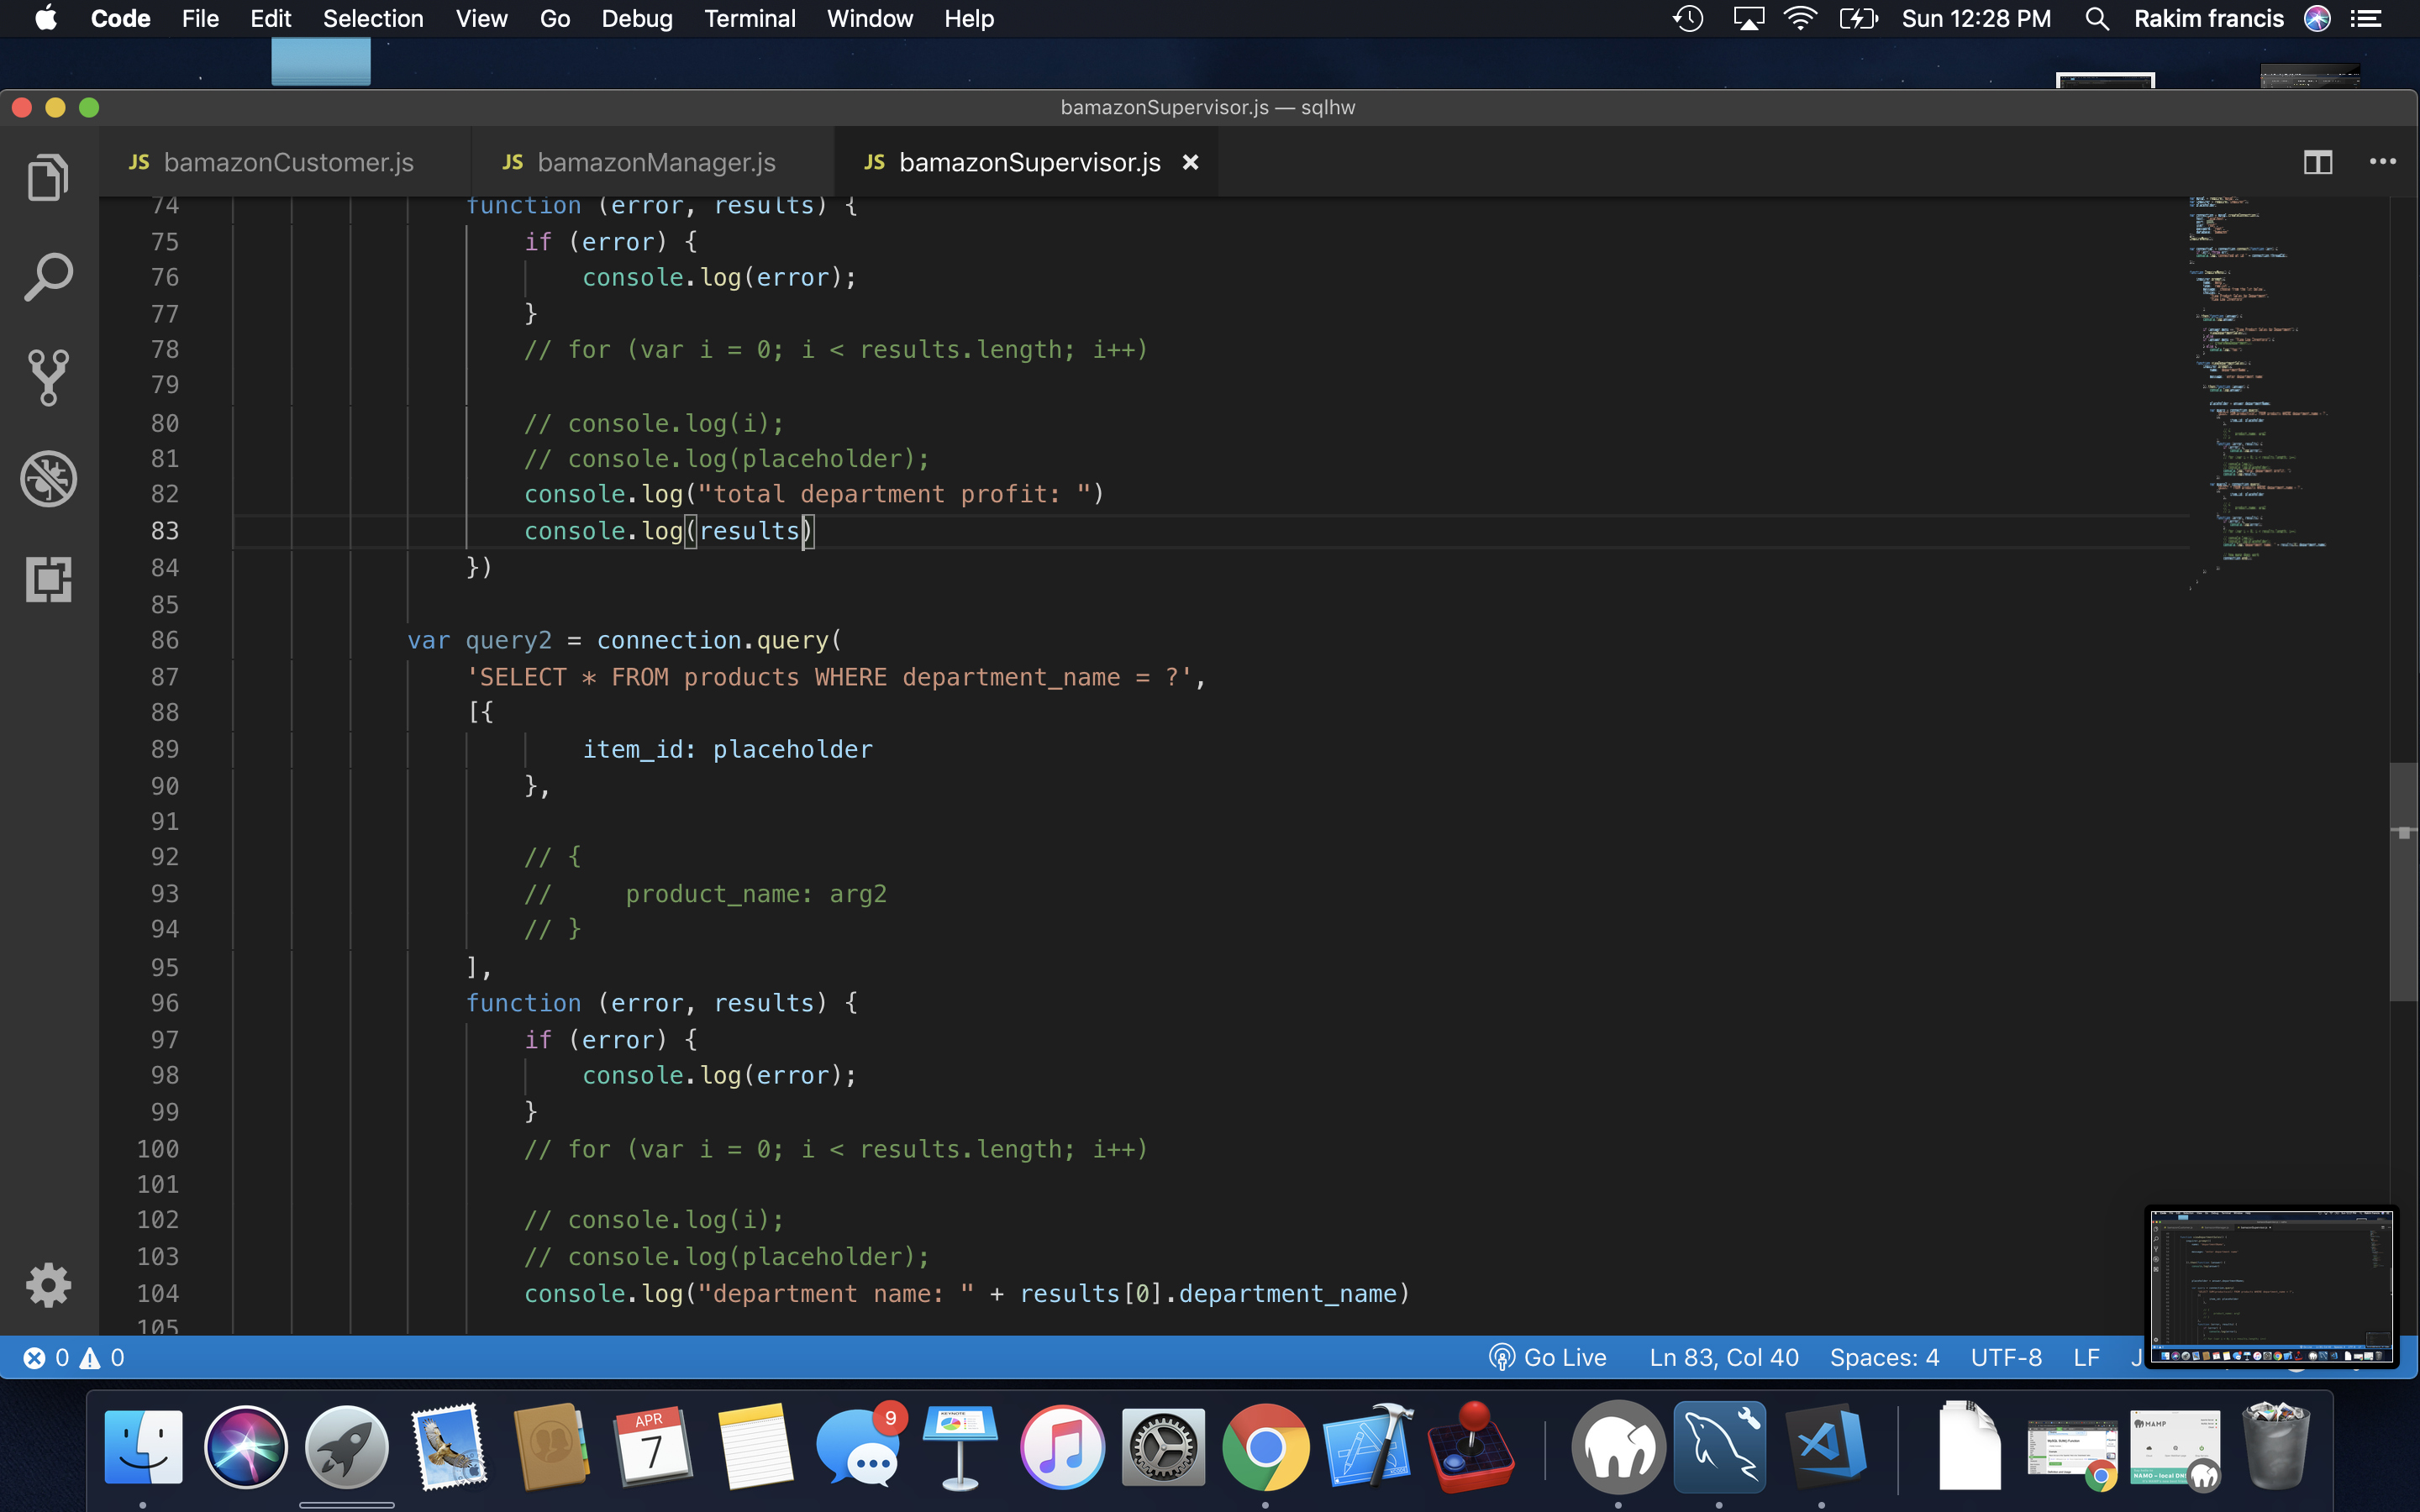 Code File Edit Selection View Go Debug Terminal Window Help Sun 12:28 PM Rakim francis
bamazonSupervisor.js — sqlhw
JS bamazonCustomer.js JS bamazonManager.js JS bamazonSupervisor.js
74 function (error, results) {
75 if (error) {
76 console.log(error);
77 }
78 // for (var i = 0; i < results.length; i++)
79
80 // console.log(i);
81 // console.log(placeholder);
82 console.log("total department profit: ")
83 console.log(results)
84 })
85
86 var query2 = connection.query(
87 'SELECT * FROM products WHERE department_name = ?',
88 [{
89 item_id: placeholder
90 },
91
92 // {
93 // product_name: arg2
94 // }
95 ],
96 function (error, results) {
97 if (error) {
98 console.log(error);
99 }
100 // for (var i = 0; i < results.length; i++)
101
102 // console.log(i);
103 // console.log(placeholder);
104 console.log("department name: " + results[0].department_name)
105
0 0 Go Live Ln 83, Col 40 Spaces: 4 UTF-8 LF J
APR
7
9
KEYNOTE
MAMP